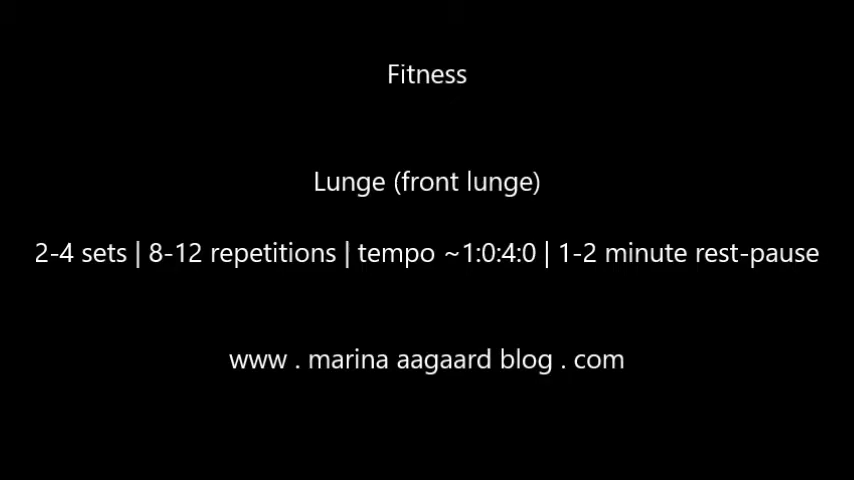 Fitness
Lunge (front lunge)
2-4 sets | 8-12 repetitions | tempo ~1:0:4:0 | 1-2 minute rest-pause
www . marina aagaard blog . com